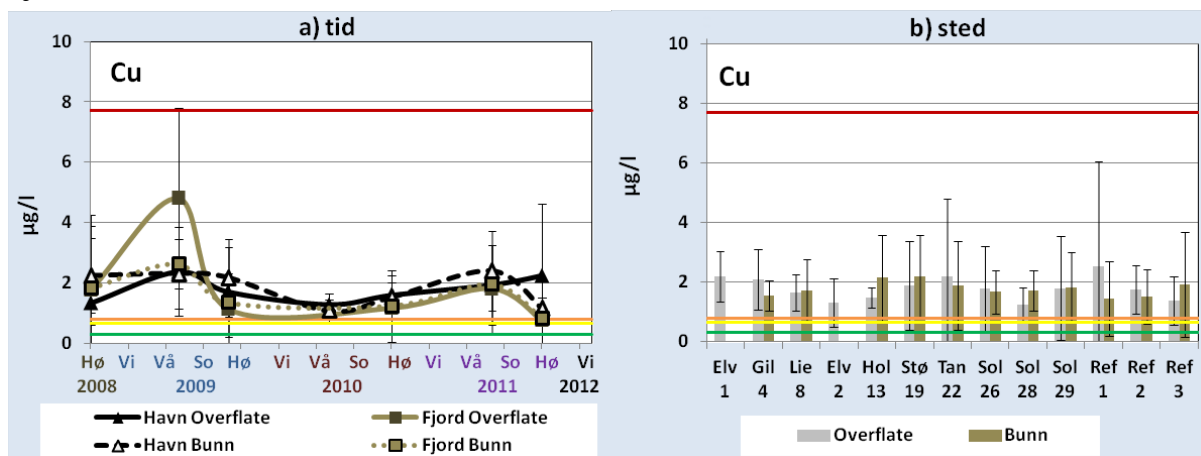 a) tid
Cu
µg/l
10
8
6
4
2
0
Hø Vi Vå So Hø Vi Vå So Vi Vå So Hø Vi
2008 2009 2010 2011 2012
Havn Overflate Fjord Overflate
Havn Bunn Fjord Bunn
b) sted
Cu
µg/l
10
8
6
4
2
0
Elv Gil Lie Elv Hol Stø Tan Sol Sol Sol Ref Ref Ref
1 4 8 2 13 19 22 26 28 29 1 2 3
Overflate Bunn